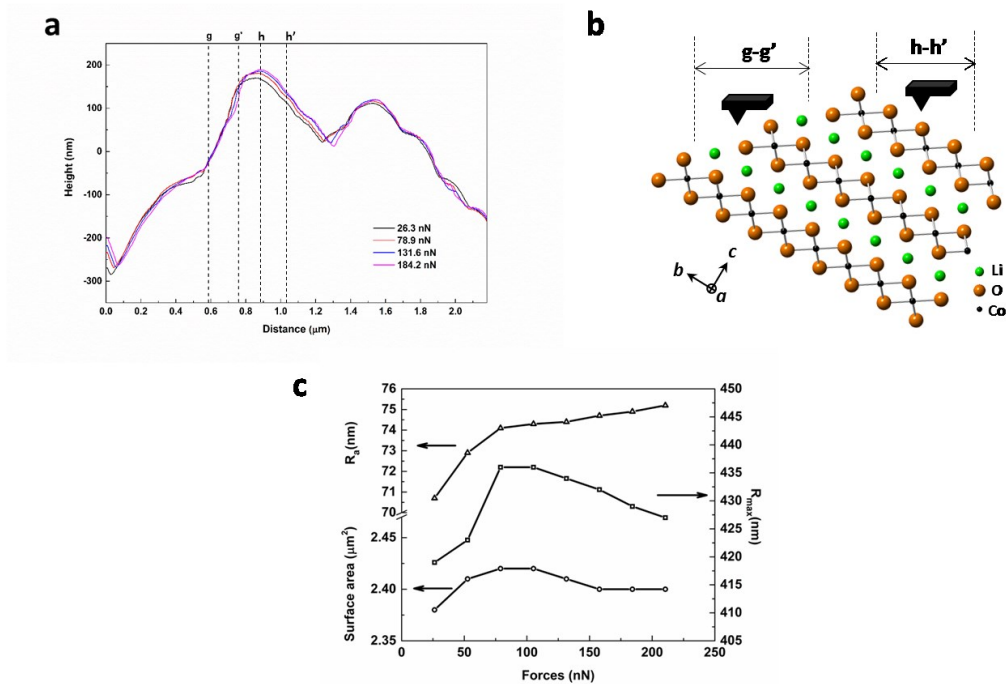 a
g g' h h'
200
100
0
-100
-200
-300
Height (nm)
26.3 nN
78.9 nN
131.6 nN
184.2 nN
0.0 0.2 0.4 0.6 0.8 1.0 1.2 1.4 1.6 1.8 2.0
Distance (μm)
b
g-g’
h-h’
b
c
a
Li
O
Co
c
76
75
74
73
72
71
70
Ra(nm)
2.45
2.40
2.35
Surface area (μm²)
450
445
440
435
430
425
420
415
410
405
Rmax(nm)
0 50 100 150 200 250
Forces (nN)